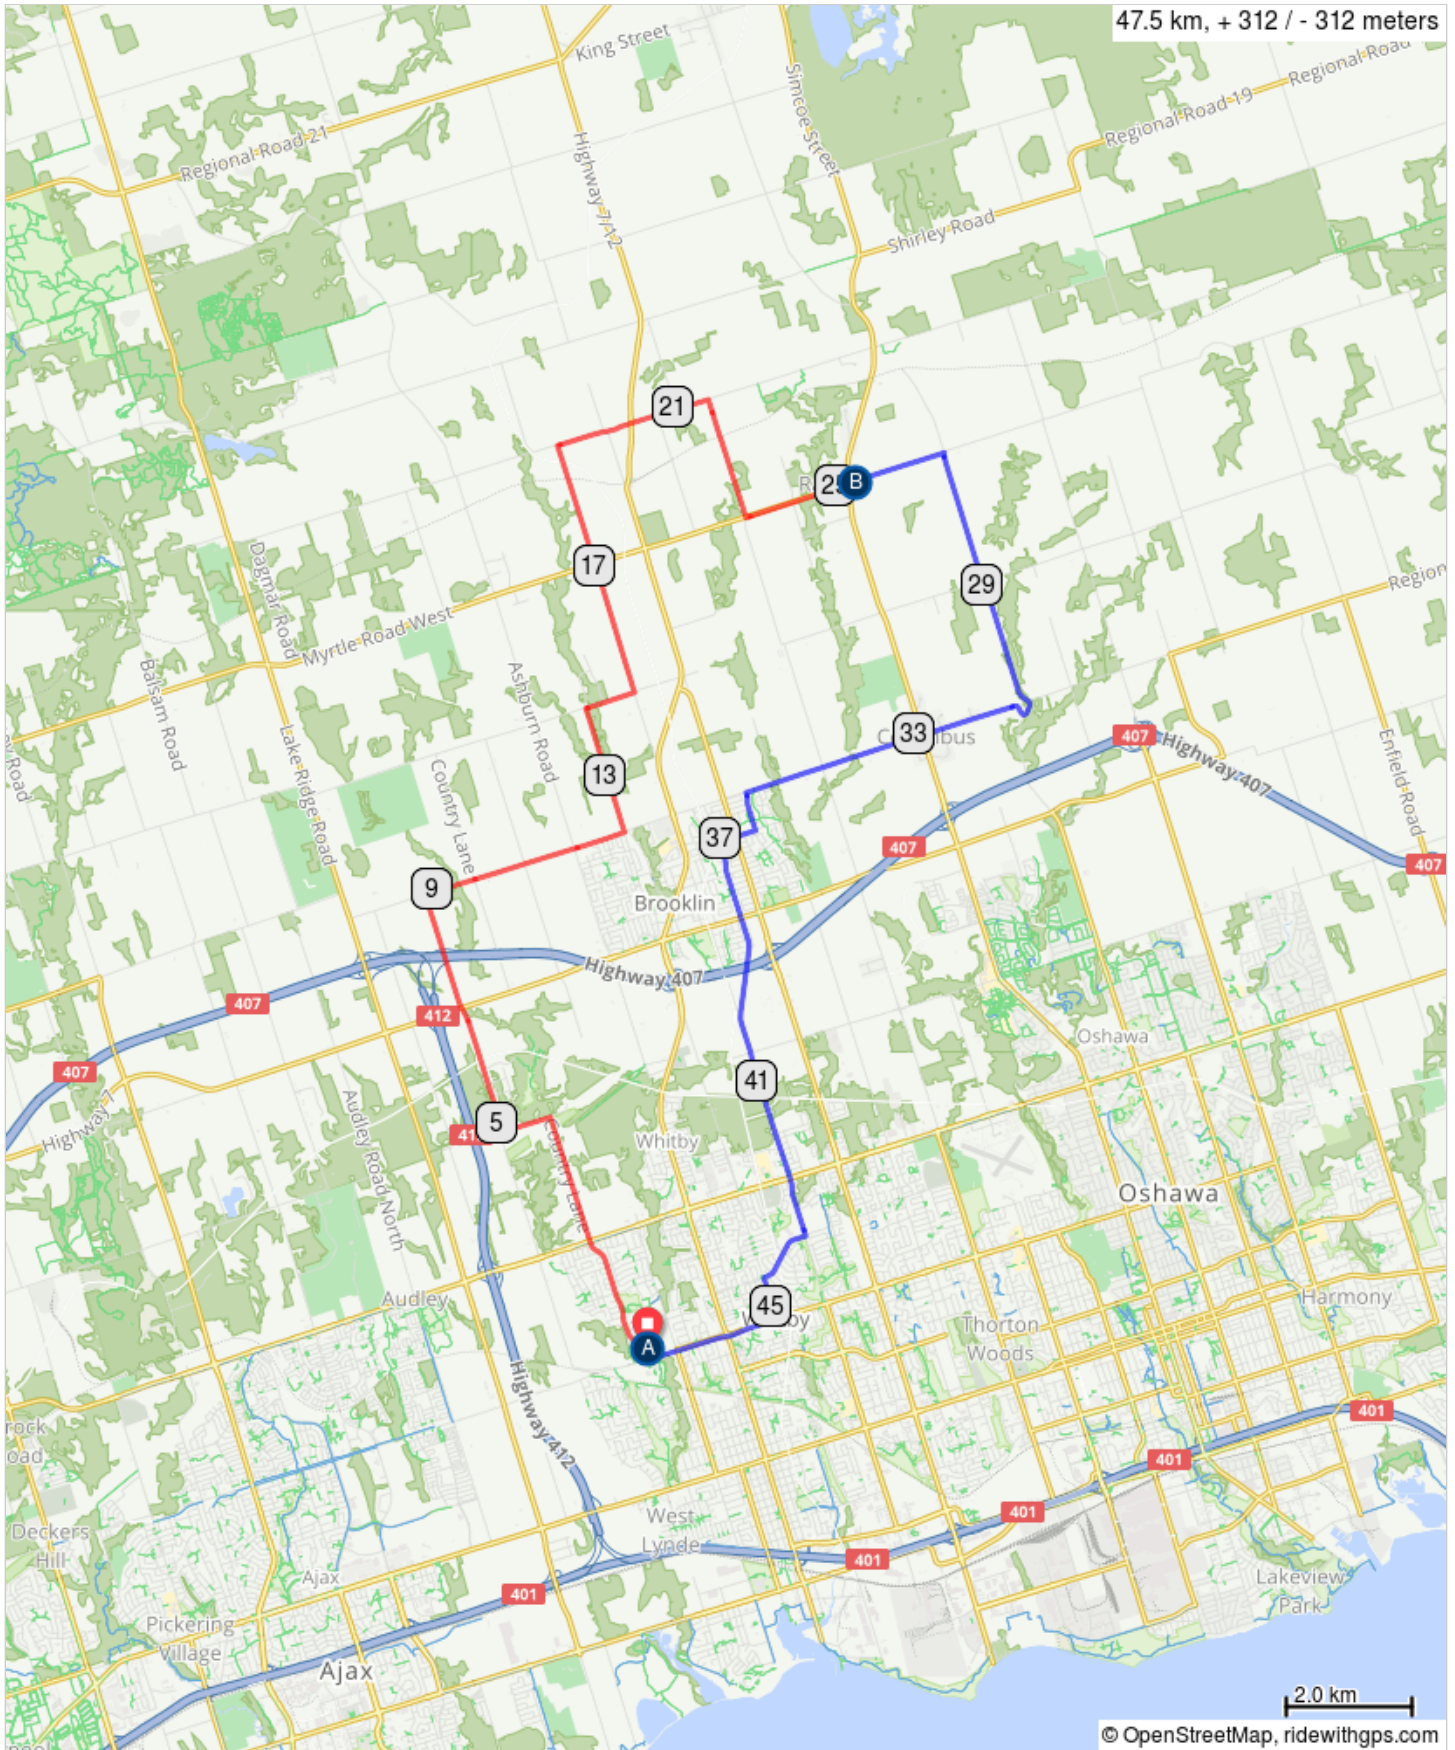 47.5 km, + 312 / - 312 meters
King Street
Simcoe Street
Regional Road
Regional Road 19
Regional Road 21
Highway 7/12
Shirley Road
21
25
B
17
29
Dagmar Road
Myrtle Road West
Region
Balsam Road
Ashburn Road
Lake Ridge Road
Country Lane
33
407
Highway 407
Enfield Road
13
37
407
407
9
Brooklin
Highway 407
407
412
Oshawa
407
41
Highway 7
Audley Road North
5
Country Lane
Whitby
Oshawa
Audley
45
Harmony
A
Thorton
Woods
Highway 412
401
401
West
Lynde
401
Deckers
Hill
401
Ajax
401
Lakeview
Park
Pickering
Village
Ajax
2.0 km
© OpenStreetMap, ridewithgps.com